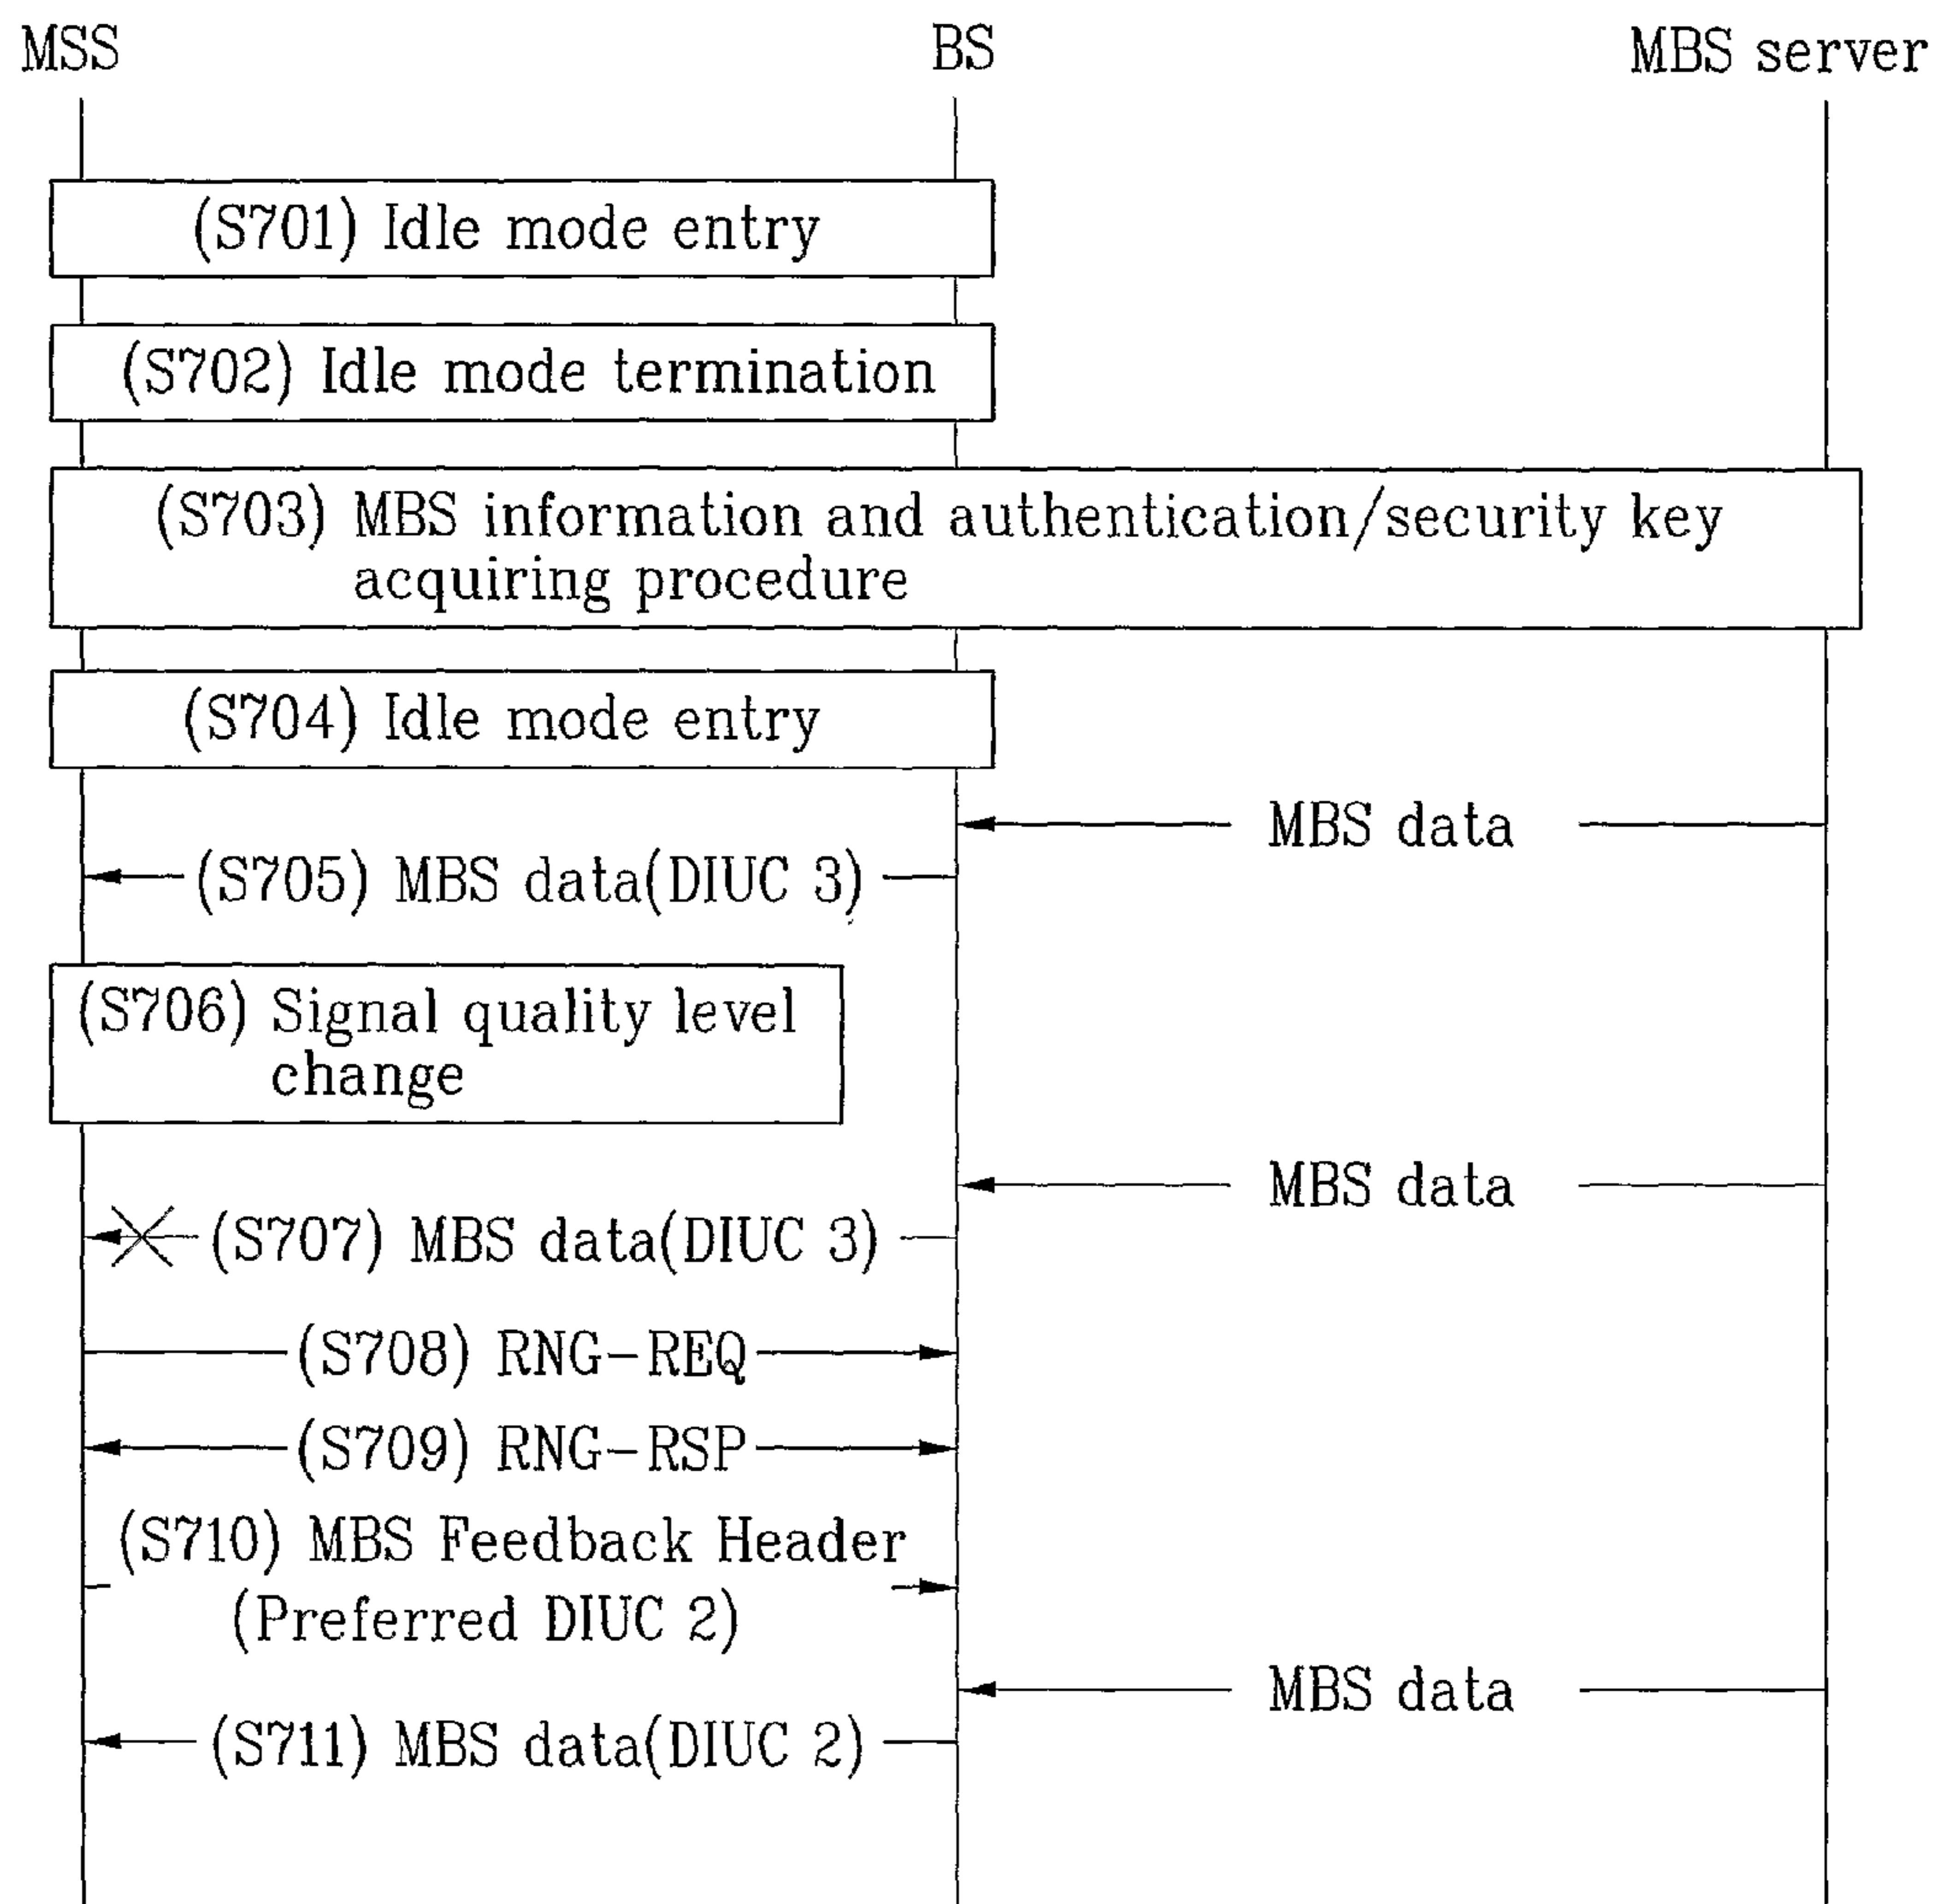 MSS BS MBS server
(S701) Idle mode entry
(S702) Idle mode termination
(S703) MBS information and authentication/security key
acquiring procedure
(S704) Idle mode entry
MBS data
(S705) MBS data(DIUC 3)
(S706) Signal quality level
change
MBS data
(S707) MBS data(DIUC 3)
(S708) RNG-REQ
(S709) RNG-RSP
(S710) MBS Feedback Header
(Preferred DIUC 2)
MBS data
(S711) MBS data(DIUC 2)